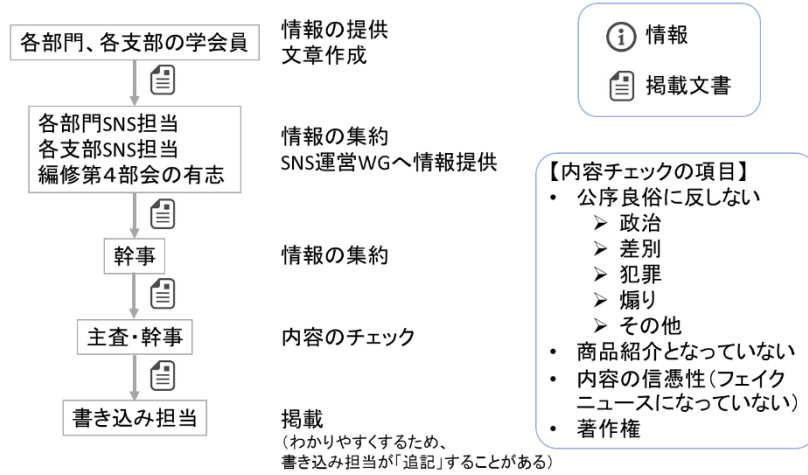 各部門、各支部の学会員
情報の提供
文章作成
各部門SNS担当
各支部SNS担当
編修第4部会の有志
情報の集約
SNS運営WGへ情報提供
幹事
情報の集約
主査・幹事
内容のチェック
書き込み担当
掲載
(わかりやすくするため、
書き込み担当が「追記」することがある)
情報
掲載文書
【内容チェックの項目】
• 公序良俗に反しない
➢ 政治
➢ 差別
➢ 犯罪
➢ 煽り
➢ その他
• 商品紹介となっていない
• 内容の信憑性(フェイク
ニュースになっていない)
• 著作権